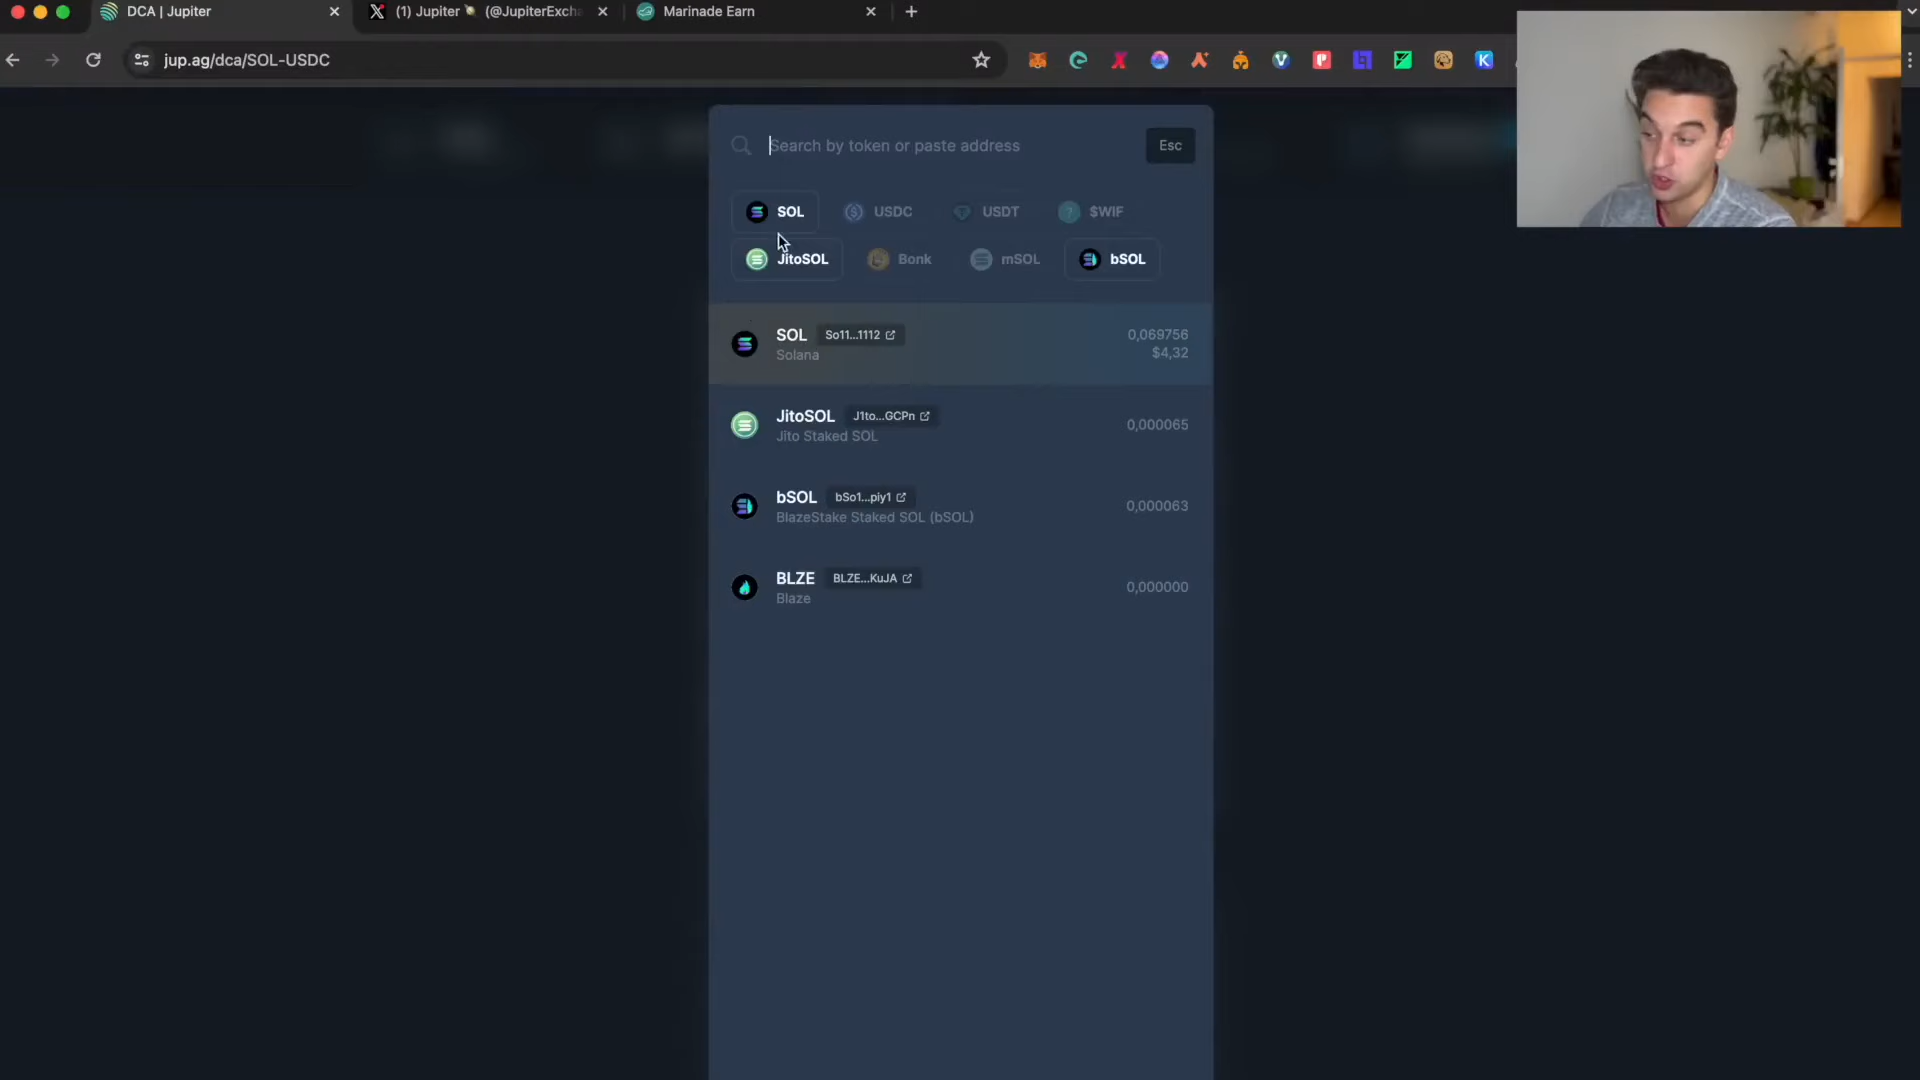 DCA | Jupiter
(1) Jupiter (@JupiterExcha
Marinade Earn
jup.ag/dca/SOL-USDC
Search by token or paste address
Esc
SOL
USDC
USDT
$WIF
JitoSOL
Bonk
mSOL
bSOL
SOL So11...1112 0,069756
Solana $4,32
JitoSOL J1to...GCPn 0,000065
Jito Staked SOL
bSOL bSo1...piy1 0,000063
BlazeStake Staked SOL (bSOL)
BLZE BLZE...KuJA 0,000000
Blaze